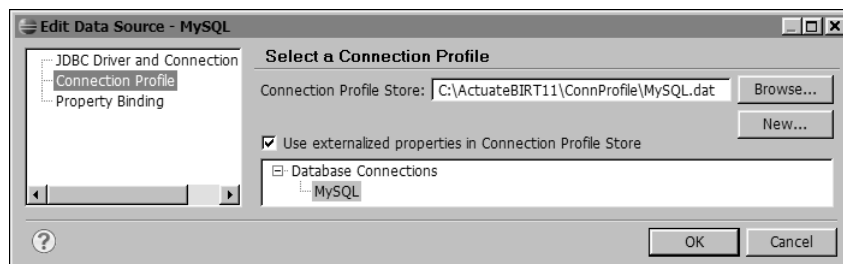 Edit Data Source - MySQL
JDBC Driver and Connection
Connection Profile
Property Binding
Select a Connection Profile
Connection Profile Store: C:\ActuateBIRT11\ConnProfile\MySQL.dat Browse...
New...
Use externalized properties in Connection Profile Store
Database Connections
MySQL
? OK Cancel